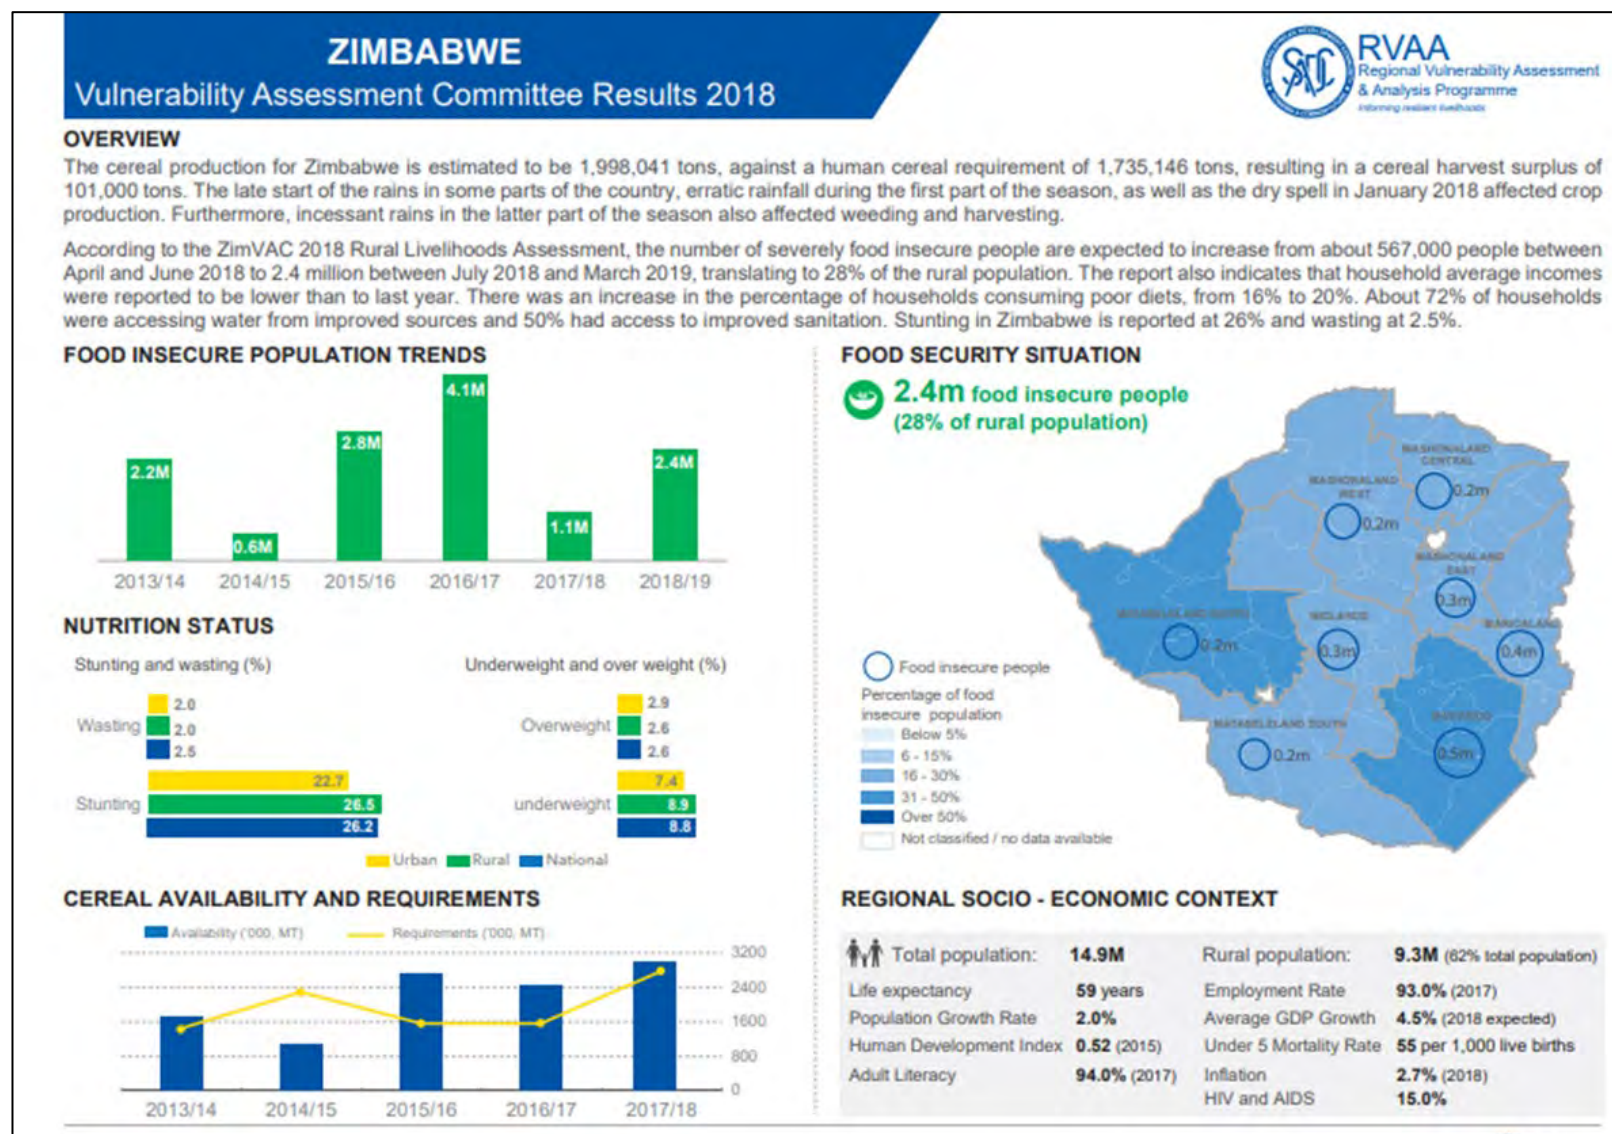 ZIMBABWE
Vulnerability Assessment Committee Results 2018
SADC
RVAA
Regional Vulnerability Assessment
& Analysis Programme
Informing resilient livelihoods
OVERVIEW
The cereal production for Zimbabwe is estimated to be 1,998,041 tons, against a human cereal requirement of 1,735,146 tons, resulting in a cereal harvest surplus of
101,000 tons. The late start of the rains in some parts of the country, erratic rainfall during the first part of the season, as well as the dry spell in January 2018 affected crop
production. Furthermore, incessant rains in the latter part of the season also affected weeding and harvesting.
According to the ZimVAC 2018 Rural Livelihoods Assessment, the number of severely food insecure people are expected to increase from about 567,000 people between
April and June 2018 to 2.4 million between July 2018 and March 2019, translating to 28% of the rural population. The report also indicates that household average incomes
were reported to be lower than to last year. There was an increase in the percentage of households consuming poor diets, from 16% to 20%. About 72% of households
were accessing water from improved sources and 50% had access to improved sanitation. Stunting in Zimbabwe is reported at 26% and wasting at 2.5%.
FOOD INSECURE POPULATION TRENDS
2.2M
0.6M
2.8M
4.1M
1.1M
2.4M
2013/14 2014/15 2015/16 2016/17 2017/18 2018/19
NUTRITION STATUS
Stunting and wasting (%)
Wasting
2.0
2.0
2.5
Stunting
22.7
26.5
26.2
Underweight and over weight (%)
Overweight
2.9
2.6
2.6
underweight
7.4
8.9
8.8
Urban Rural National
CEREAL AVAILABILITY AND REQUIREMENTS
Availability ('000, MT) Requirements ('000, MT)
3200
2400
1600
800
0
2013/14 2014/15 2015/16 2016/17 2017/18
FOOD SECURITY SITUATION
2.4m food insecure people
(28% of rural population)
MASHONALAND
CENTRAL
0.2m
MASHONALAND
WEST
0.2m
MASHONALAND
EAST
0.3m
MATABELELAND NORTH
0.2m
MIDLANDS
0.3m
MANICALAND
0.4m
MATABELELAND SOUTH
0.2m
MASVINGO
0.5m
Food insecure people
Percentage of food
insecure population
Below 5%
6 - 15%
16 - 30%
31 - 50%
Over 50%
Not classified / no data available
REGIONAL SOCIO - ECONOMIC CONTEXT
Total population: 14.9M
Life expectancy 59 years
Population Growth Rate 2.0%
Human Development Index 0.52 (2015)
Adult Literacy 94.0% (2017)
Rural population: 9.3M (62% total population)
Employment Rate 93.0% (2017)
Average GDP Growth 4.5% (2018 expected)
Under 5 Mortality Rate 55 per 1,000 live births
Inflation 2.7% (2018)
HIV and AIDS 15.0%